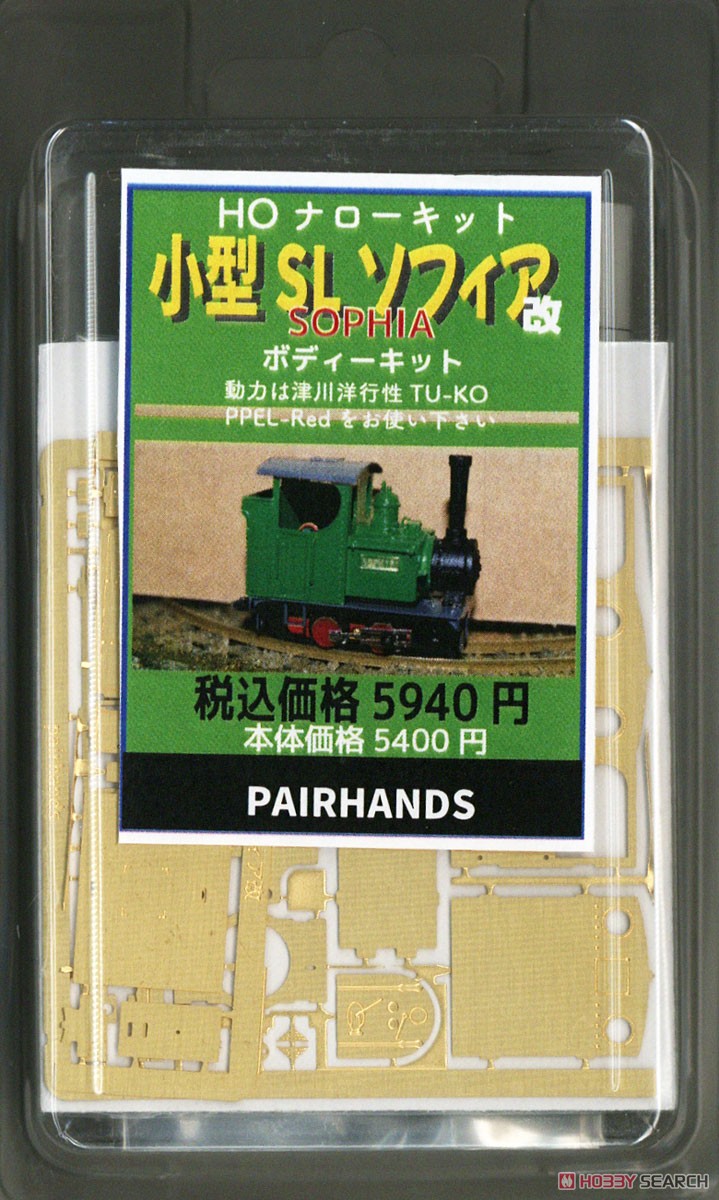 HO ナローキット
小型 SL ソフィア改
SOPHIA
ボディーキット
動力は津川洋行性 TU-KO
PPEL-Red をお使い下さい
税込価格 5940 円
本体価格 5400 円
PAIRHANDS
HOBBY SEARCH